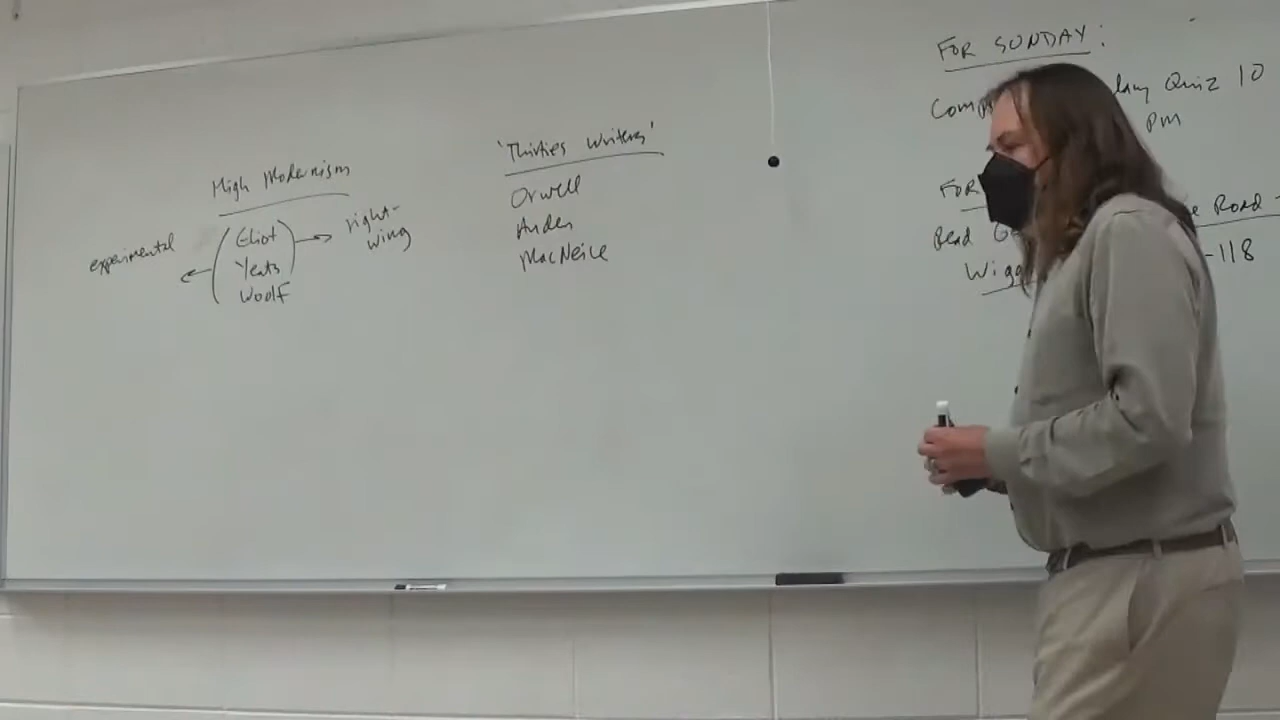 High Modernism
experimental
Eliot
Yeats
Woolf
right-
wing
'Thirties Writers'
Orwell
Auden
MacNeice
FOR SUNDAY:
Quiz 10
pm
FOR
Read
Road -
-118